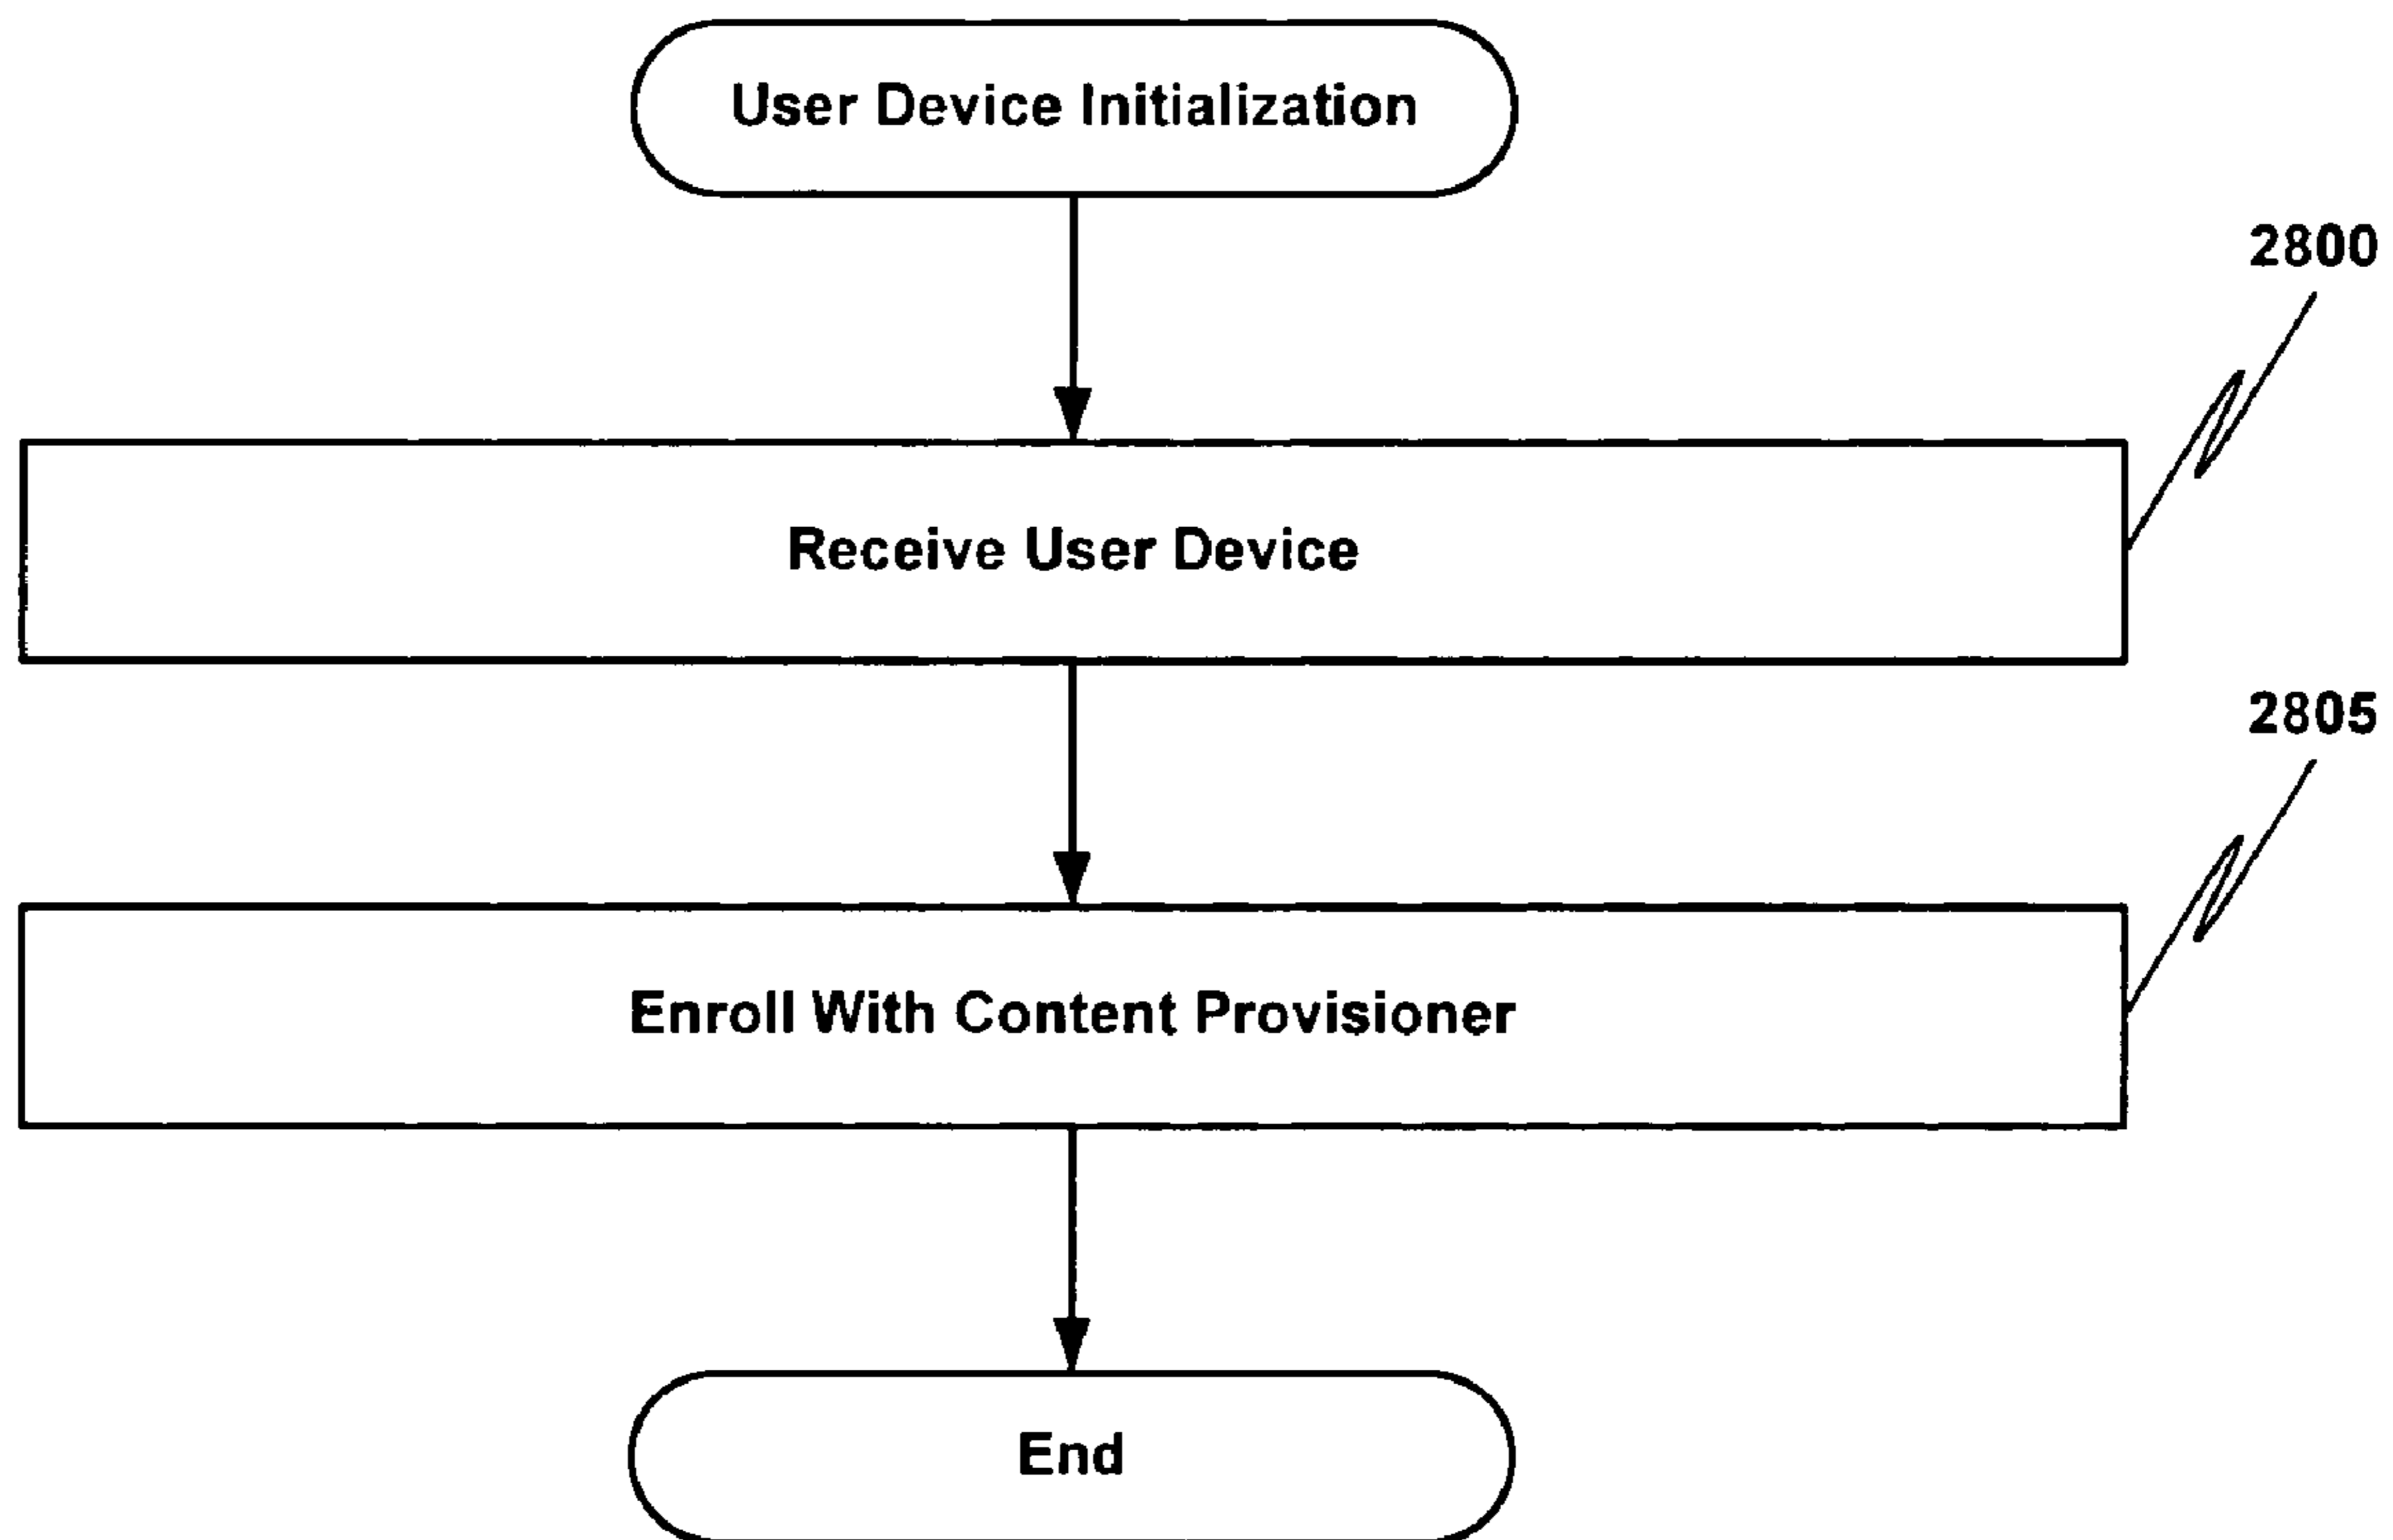 User Device Initialization
2800
Receive User Device
2805
Enroll With Content Provisioner
End